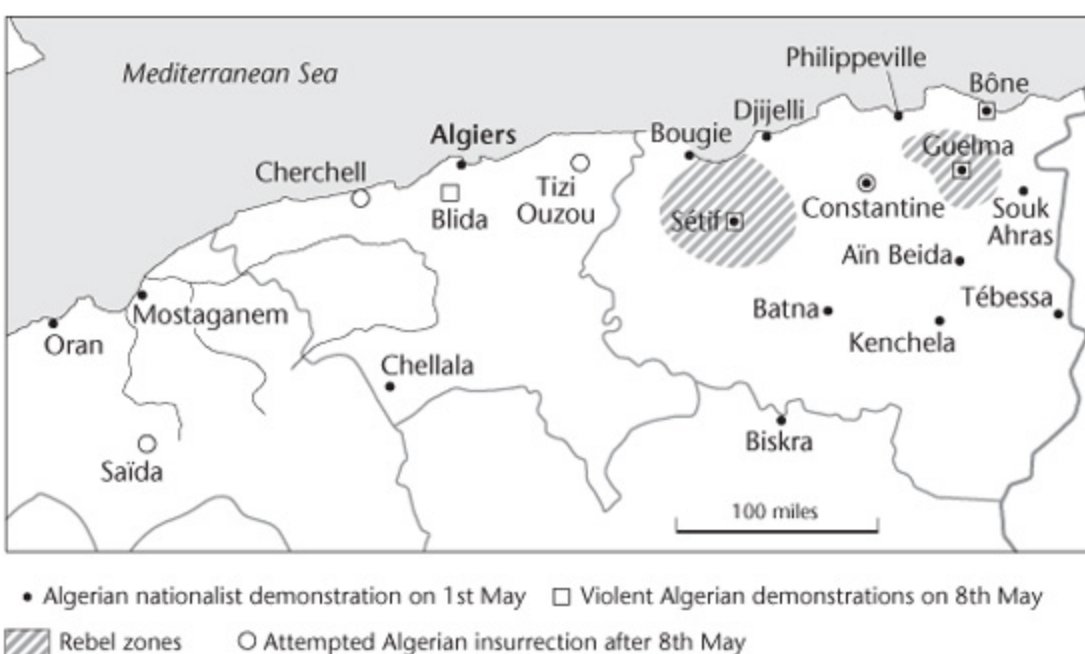 Mediterranean Sea
Philippeville
Bône
Djijelli
Algiers
Bougie
Guelma
Cherchell
Tizi
Ouzou
Blida
Constantine
Souk
Ahras
Sétif
Aïn Beida
Mostaganem
Batna
Tébessa
Oran
Kenchela
Chellala
Biskra
Saïda
100 miles
Algerian nationalist demonstration on 1st May
Violent Algerian demonstrations on 8th May
Rebel zones
Attempted Algerian insurrection after 8th May